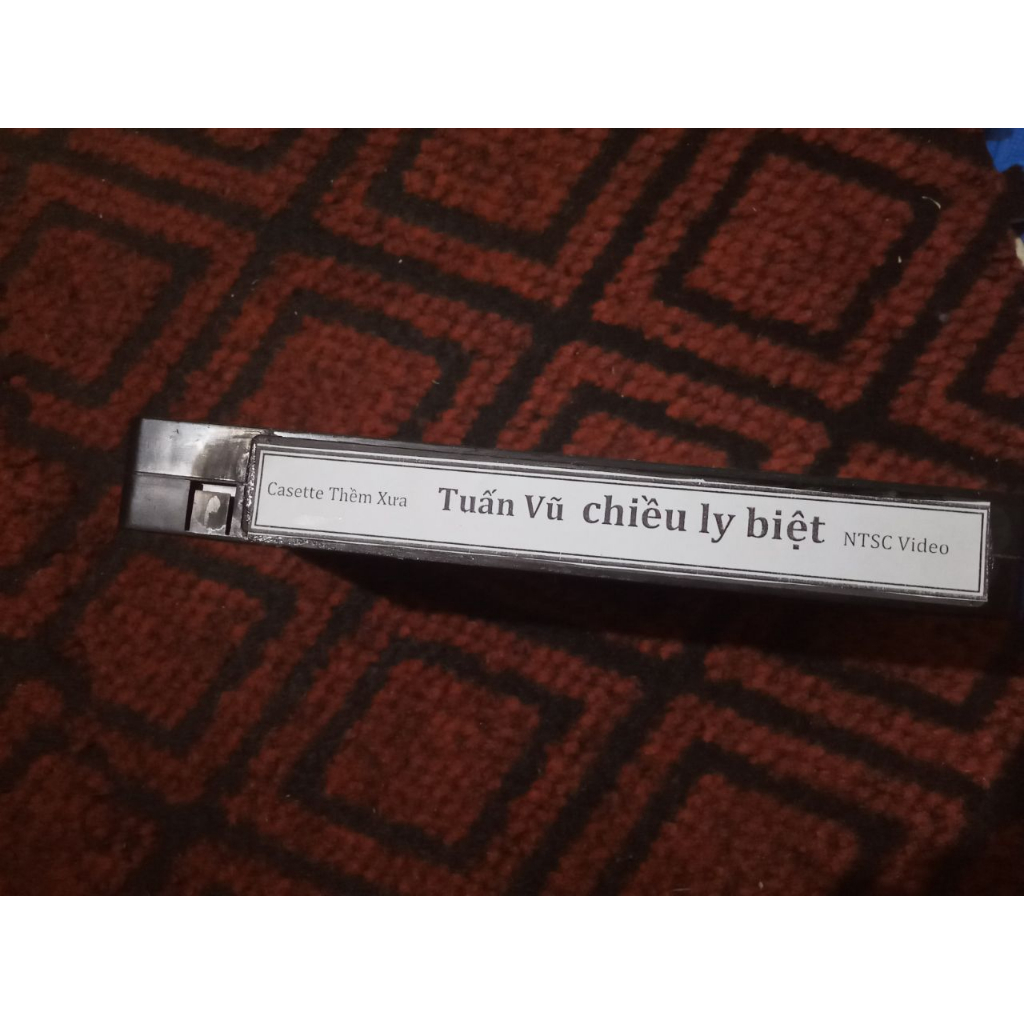 Casette Thềm Xưa Tuấn Vũ chiều ly biệt NTSC Video